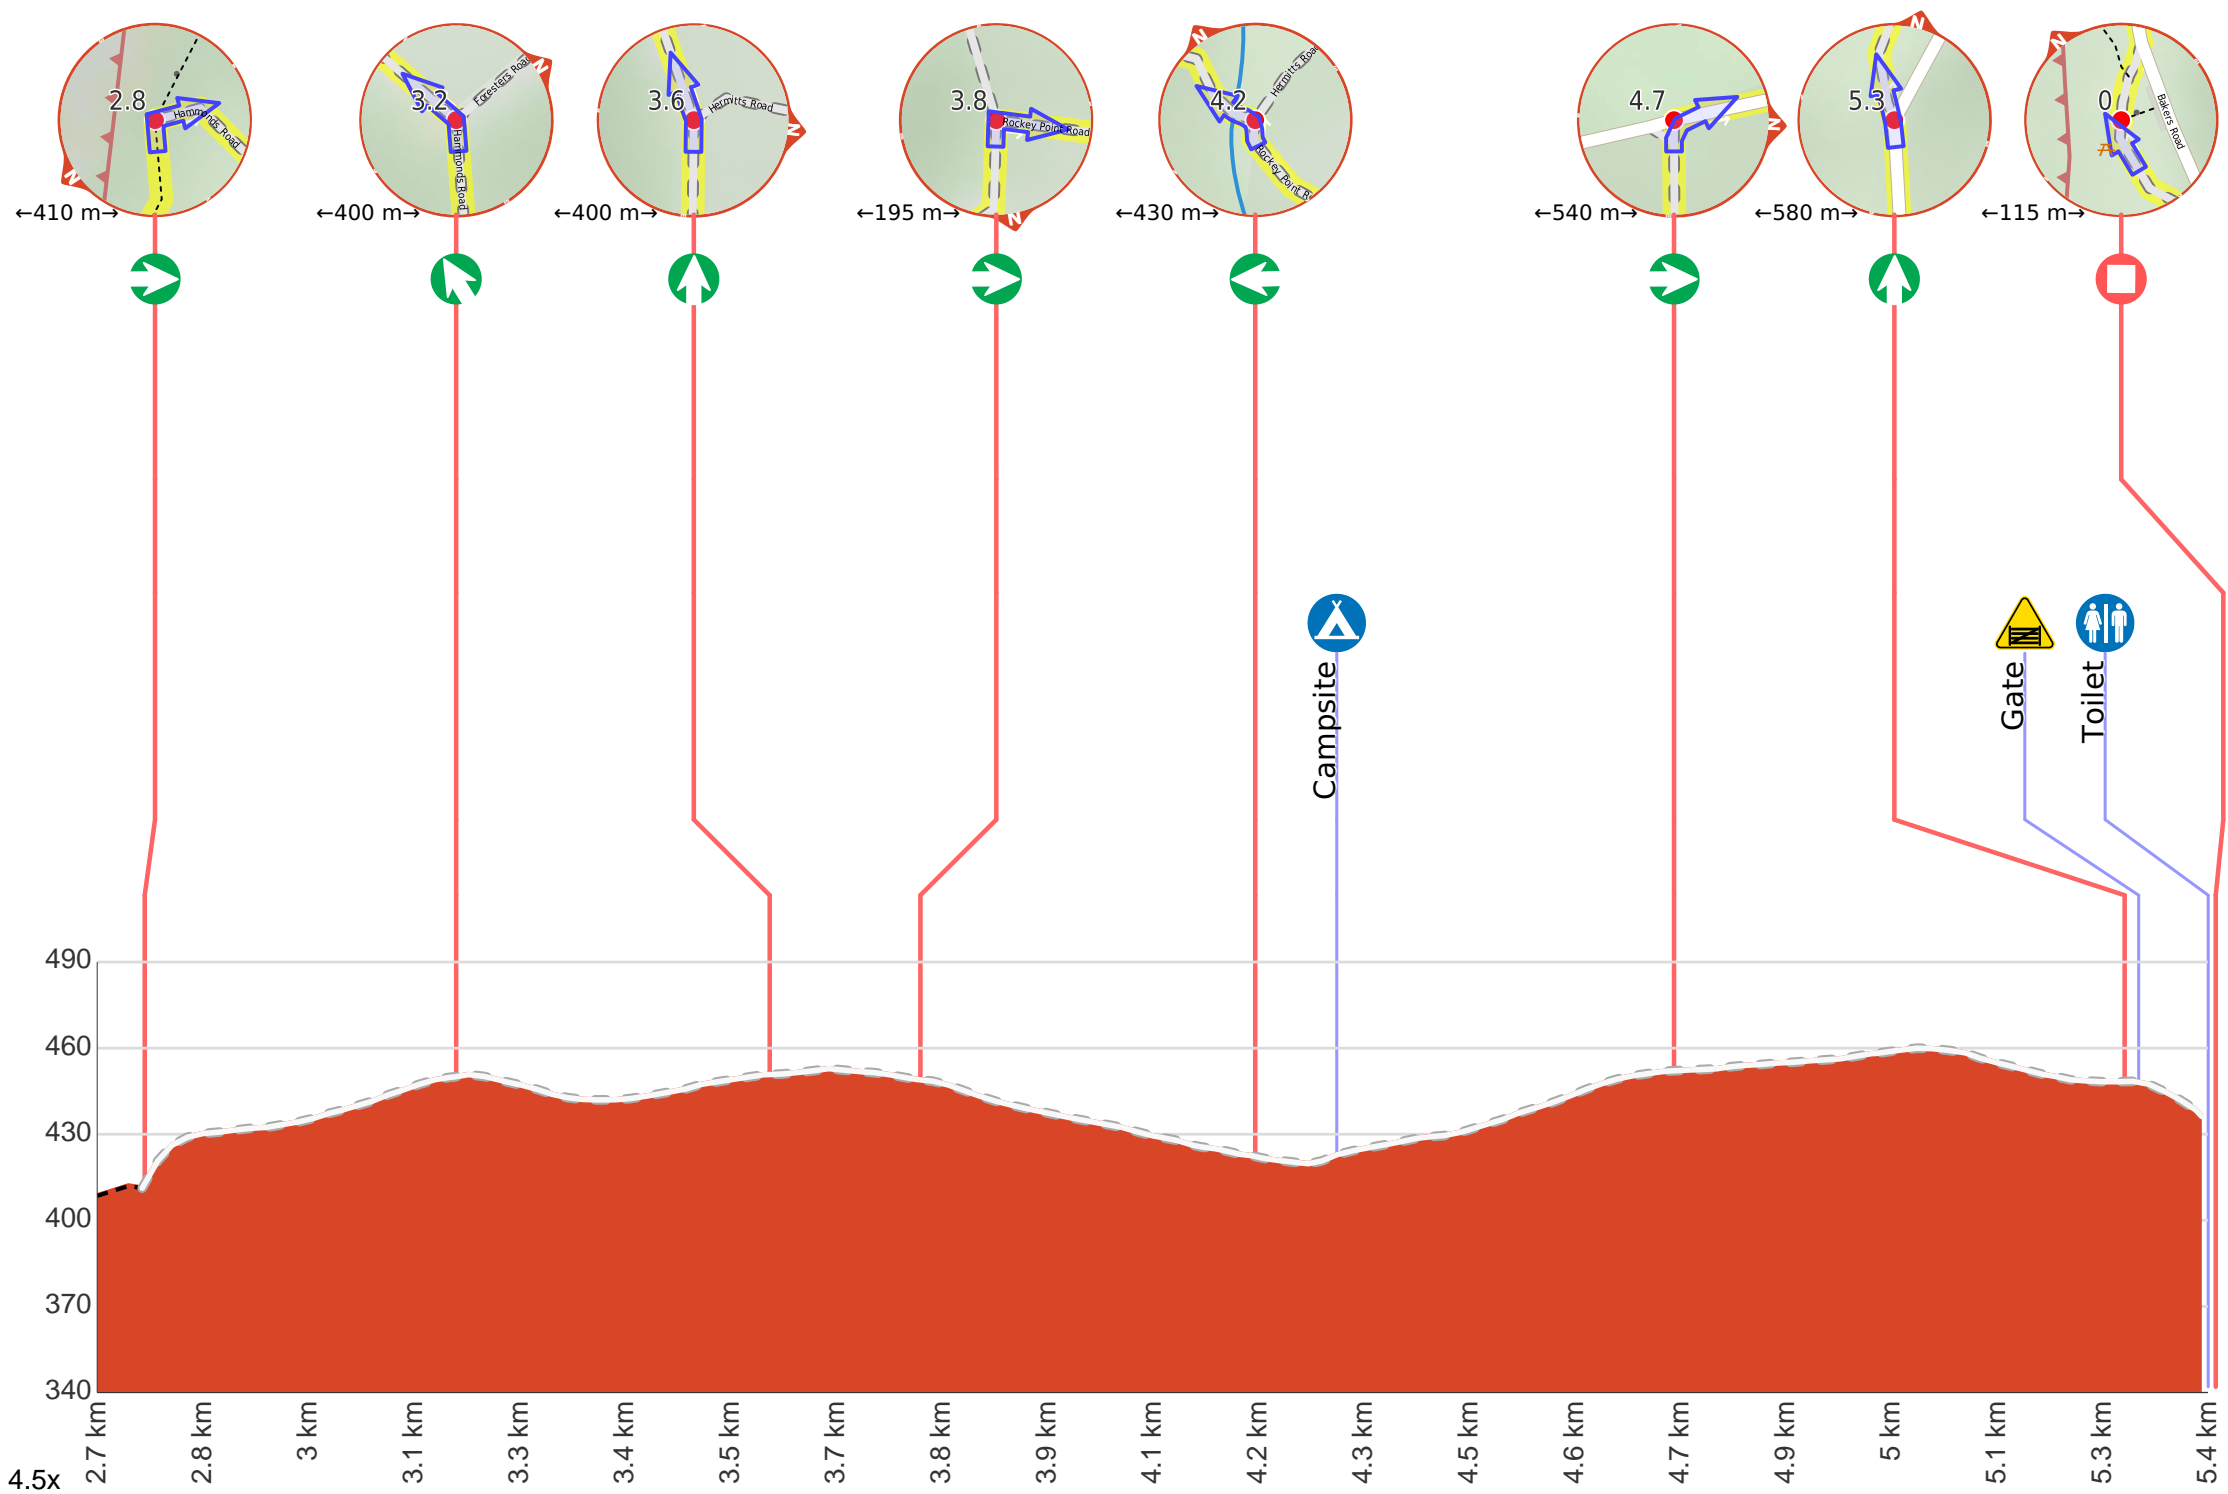 N
N
N
N
N
N
N
N
2.8
3.2
3.6
3.8
4.2
4.7
5.3
0
Hammonds Road
Hammonds Road
Foresters Road
Hermitts Road
Rockey Point Road
Hermitts Roa
Rockey Point R
Bakers Road
←410 m→
←400 m→
←400 m→
←195 m→
←430 m→
←540 m→
←580 m→
←115 m→
Campsite
Gate
Toilet
490
460
430
400
370
340
2.7 km
2.8 km
3 km
3.1 km
3.3 km
3.4 km
3.5 km
3.7 km
3.8 km
3.9 km
4.1 km
4.2 km
4.3 km
4.5 km
4.6 km
4.7 km
4.9 km
5 km
5.1 km
5.3 km
5.4 km
4.5x